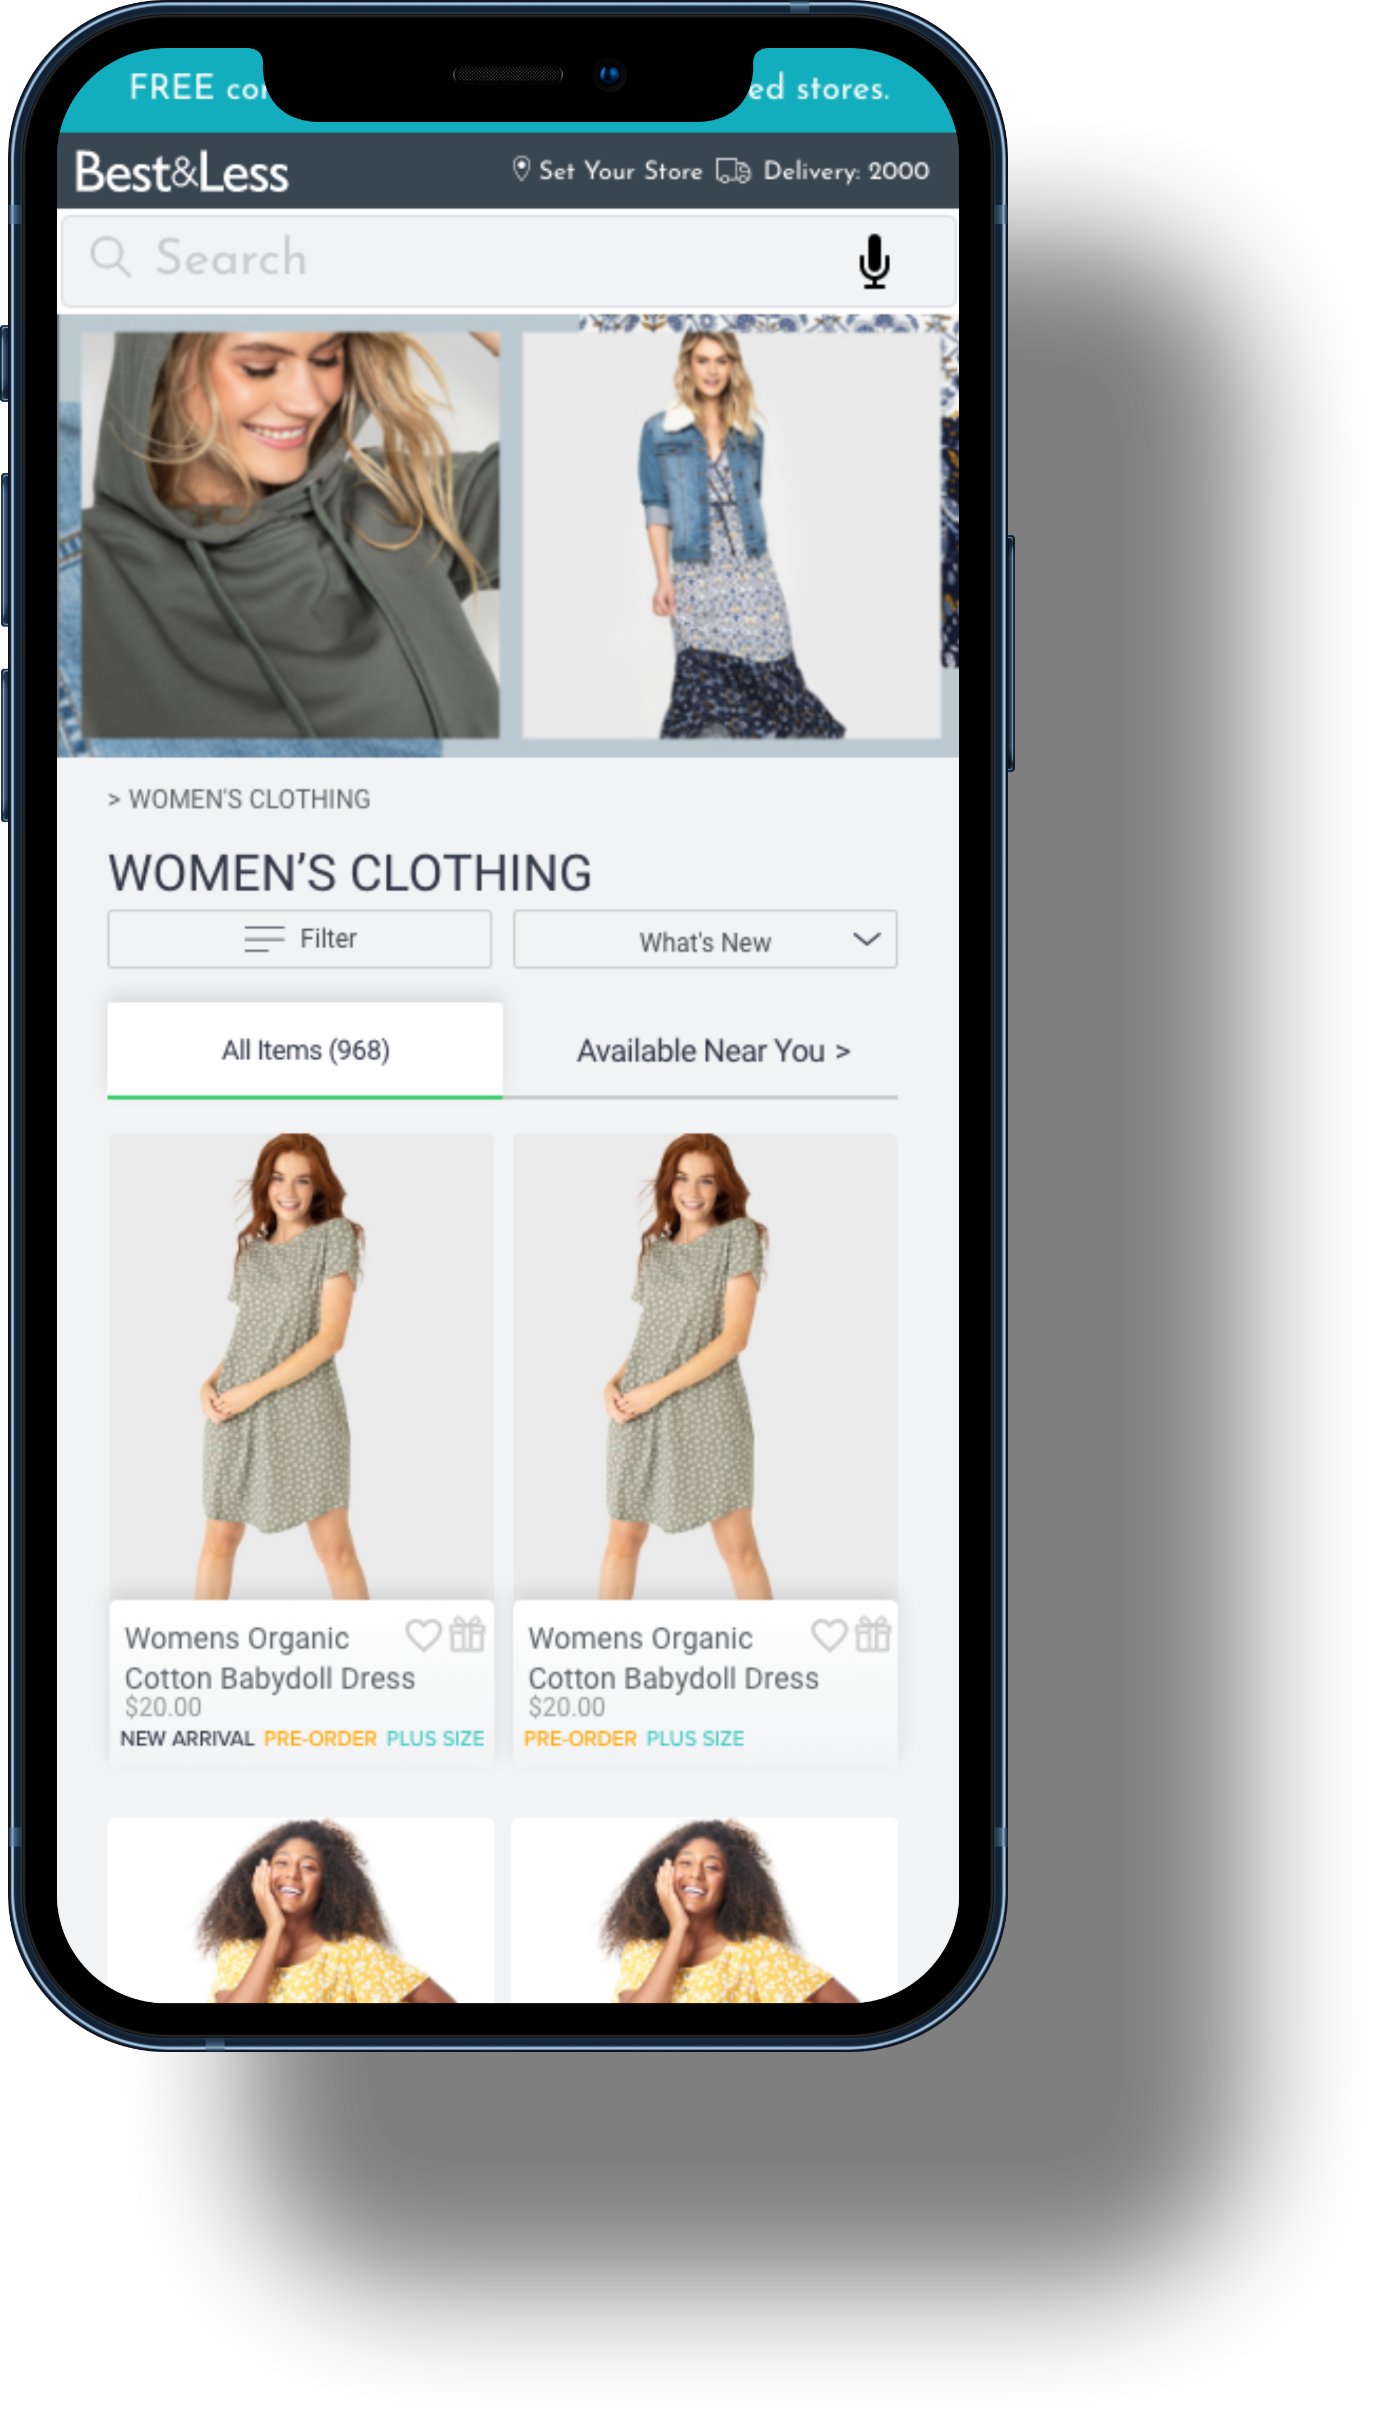 FREE
ed stores.
Best&Less
Set Your Store
Delivery: 2000
Search
> WOMEN'S CLOTHING
WOMEN’S CLOTHING
Filter
What's New
All Items (968)
Available Near You >
Womens Organic
Cotton Babydoll Dress
$20.00
NEW ARRIVAL PRE-ORDER PLUS SIZE
Womens Organic
Cotton Babydoll Dress
$20.00
PRE-ORDER PLUS SIZE